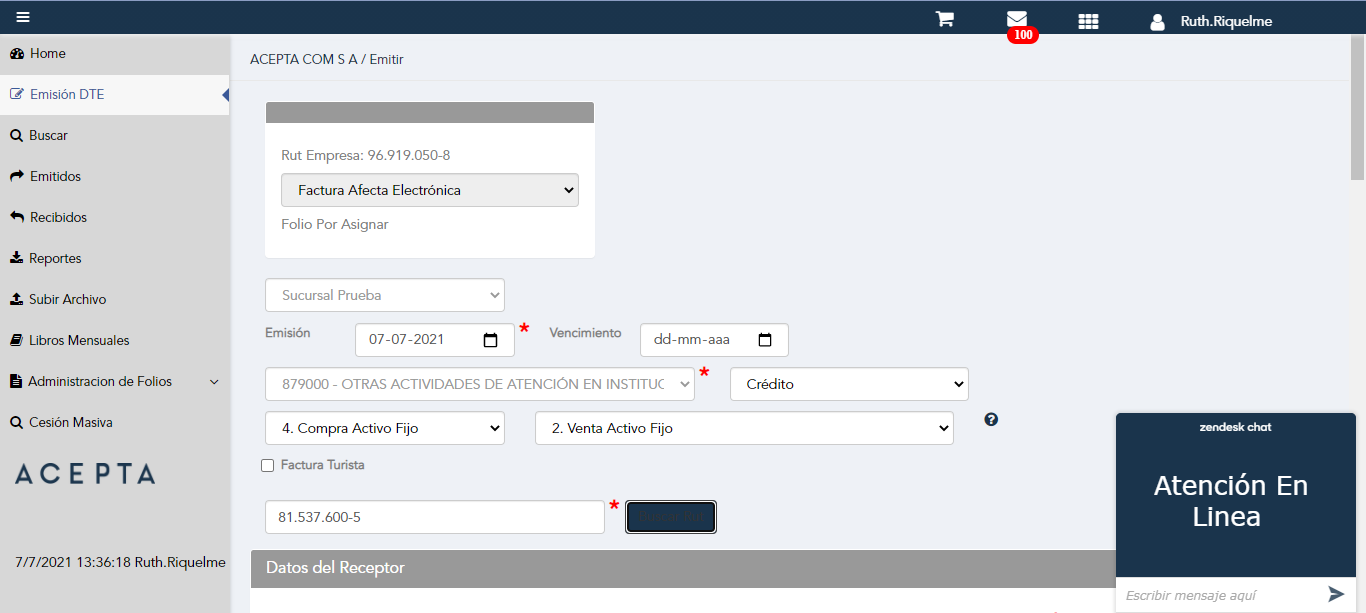 Ruth.Riquelme
100
Home
Emisión DTE
Buscar
Emitidos
Recibidos
Reportes
Subir Archivo
Libros Mensuales
Administracion de Folios
Cesión Masiva
ACEPTA
7/7/2021 13:36:18 Ruth.Riquelme
ACEPTA COM S A / Emitir
Rut Empresa: 96.919.050-8
Factura Afecta Electrónica
Folio Por Asignar
Sucursal Prueba
Emisión 07-07-2021 * Vencimiento dd-mm-aaa
879000 - OTRAS ACTIVIDADES DE ATENCIÓN EN INSTITUC * Crédito
4. Compra Activo Fijo 2. Venta Activo Fijo
Factura Turista
81.537.600-5 *
Datos del Receptor
zendesk chat
Atención En
Linea
Escribir mensaje aquí